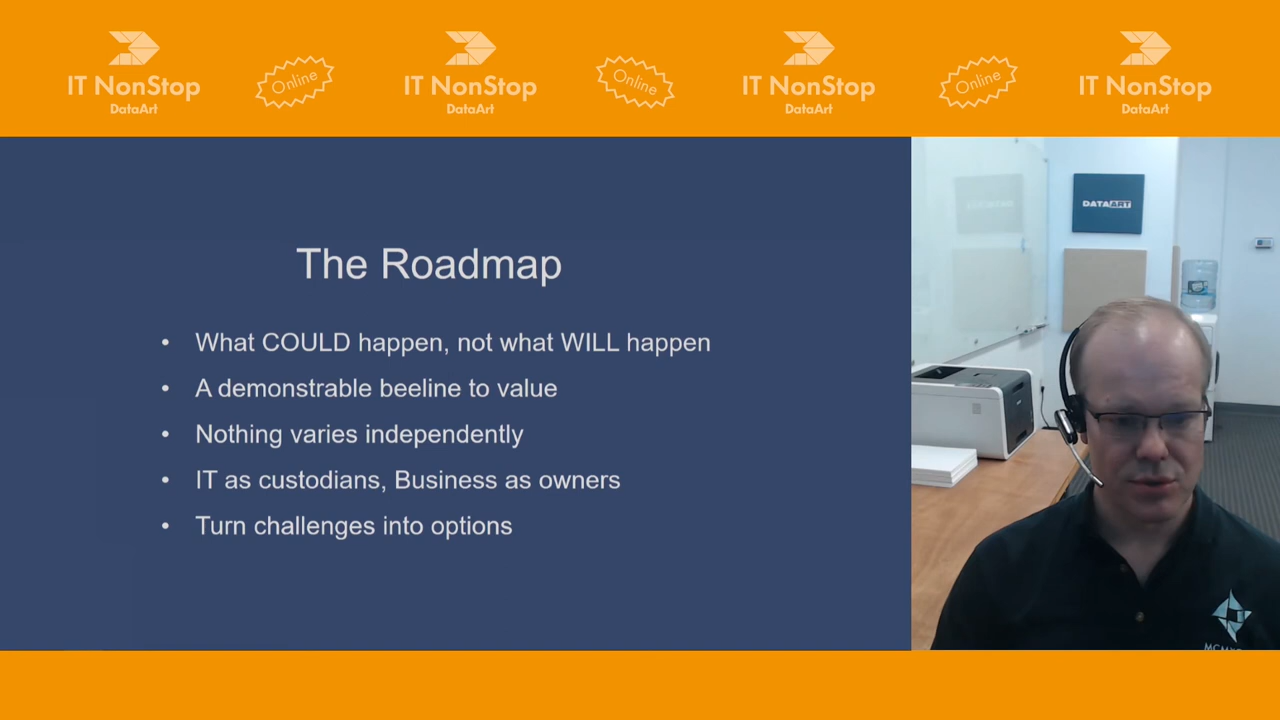 IT NonStop
DataArt
Online
IT NonStop
DataArt
Online
IT NonStop
DataArt
Online
IT NonStop
DataArt
The Roadmap
• What COULD happen, not what WILL happen
• A demonstrable beeline to value
• Nothing varies independently
• IT as custodians, Business as owners
• Turn challenges into options
DATAART